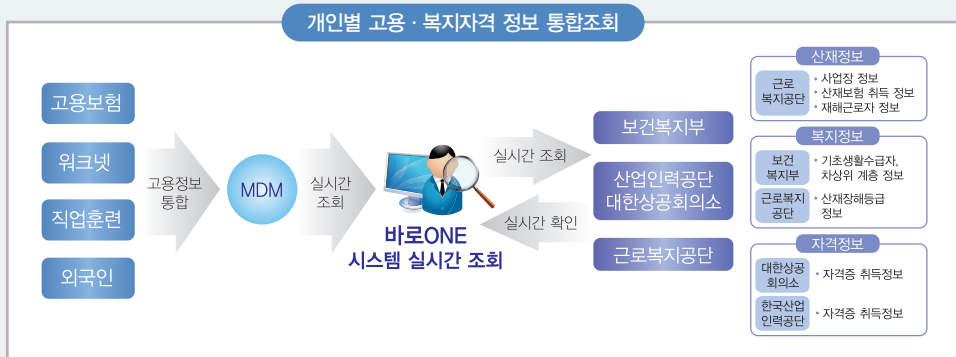 개인별 고용 · 복지자격 정보 통합조회
고용보험
워크넷
직업훈련
외국인
고용정보
통합
MDM
실시간
조회
바로ONE
시스템 실시간 조회
실시간 조회
실시간 확인
보건복지부
산업인력공단
대한상공회의소
근로복지공단
산재정보
근로
복지공단
• 사업장 정보
• 산재보험 취득 정보
• 재해근로자 정보
복지정보
보건
복지부
• 기초생활수급자,
차상위 계층 정보
근로복지
공단
• 산재장해등급
정보
자격정보
대한상공
회의소
• 자격증 취득정보
한국산업
인력공단
• 자격증 취득정보